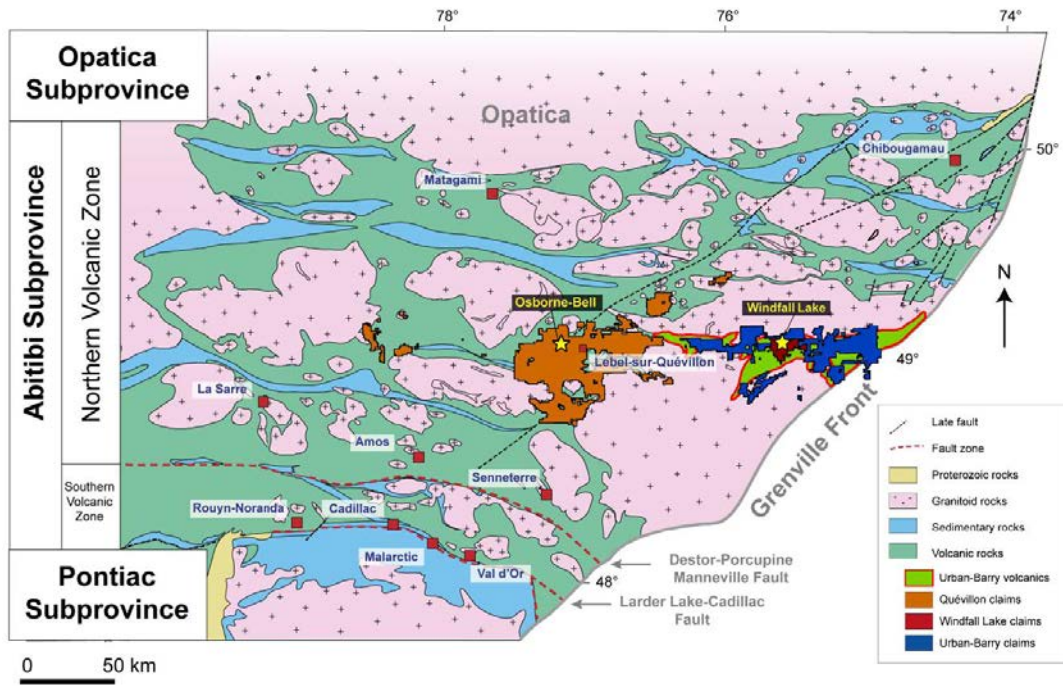 78°
76°
74°
Opatica
Subprovince
Opatica
Abitibi Subprovince
Northern Volcanic Zone
Chibougamau
50°
Matagami
N
Osborne-Bell
Windfall Lake
Lebel-sur-Quévillon
49°
La Sarre
Amos
Senneterre
Grenville Front
Southern
Volcanic
Zone
Rouyn-Noranda
Cadillac
Malarctic
Val d'Or
48°
Destor-Porcupine
Manneville Fault
Larder Lake-Cadillac
Fault
Pontiac
Subprovince
0 50 km
Late fault
Fault zone
Proterozoic rocks
Granitoid rocks
Sedimentary rocks
Volcanic rocks
Urban-Barry volcanics
Quévillon claims
Windfall Lake claims
Urban-Barry claims